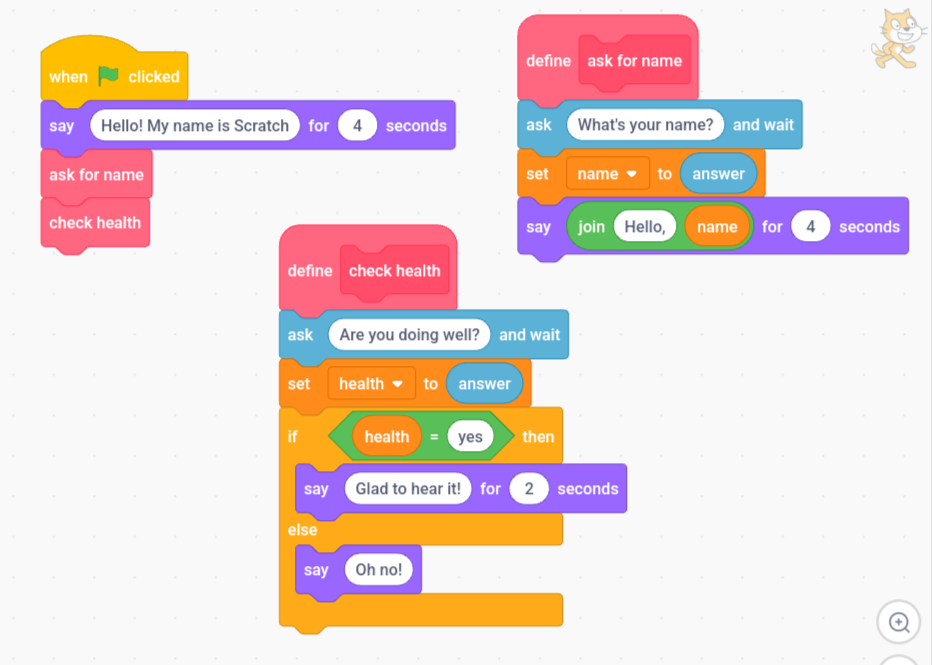 when clicked
say Hello! My name is Scratch for 4 seconds
ask for name
check health
define ask for name
ask What's your name? and wait
set name to answer
say join Hello, name for 4 seconds
define check health
ask Are you doing well? and wait
set health to answer
if health = yes then
say Glad to hear it! for 2 seconds
else
say Oh no!